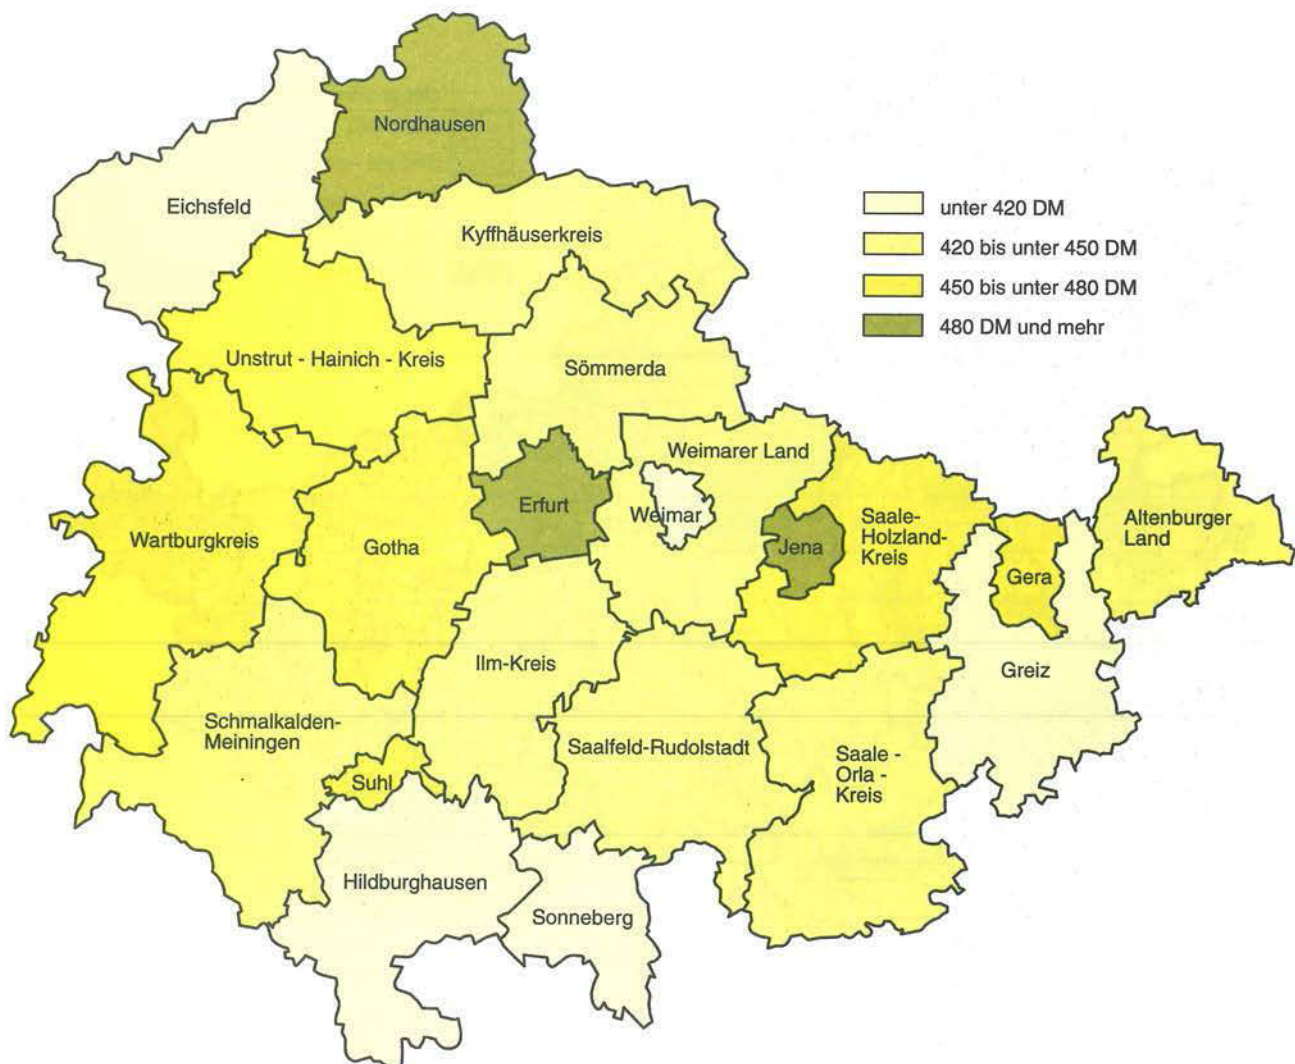 Nordhausen
Eichsfeld
Kyffhäuserkreis
unter 420 DM
420 bis unter 450 DM
450 bis unter 480 DM
480 DM und mehr
Unstrut - Hainich - Kreis
Sömmerda
Weimarer Land
Wartburgkreis
Gotha
Erfurt
Weimar
Jena
Saale-
Holzland-
Kreis
Gera
Altenburger
Land
Ilm-Kreis
Greiz
Schmalkalden-
Meiningen
Suhl
Saalfeld-Rudolstadt
Saale -
Orla -
Kreis
Hildburghausen
Sonneberg